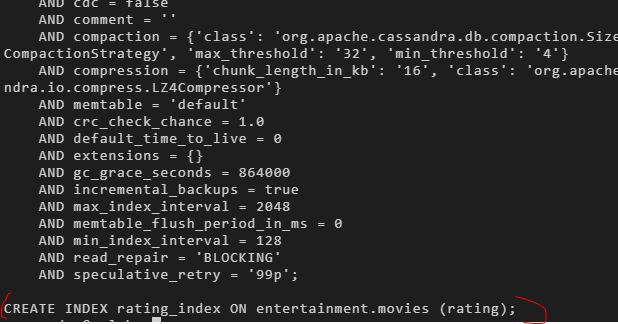 AND cdc = false
AND comment = ''
AND compaction = {'class': 'org.apache.cassandra.db.compaction.Size
CompactionStrategy', 'max_threshold': '32', 'min_threshold': '4'}
AND compression = {'chunk_length_in_kb': '16', 'class': 'org.apache
ndra.io.compress.LZ4Compressor'}
AND memtable = 'default'
AND crc_check_chance = 1.0
AND default_time_to_live = 0
AND extensions = {}
AND gc_grace_seconds = 864000
AND incremental_backups = true
AND max_index_interval = 2048
AND memtable_flush_period_in_ms = 0
AND min_index_interval = 128
AND read_repair = 'BLOCKING'
AND speculative_retry = '99p';
CREATE INDEX rating_index ON entertainment.movies (rating);